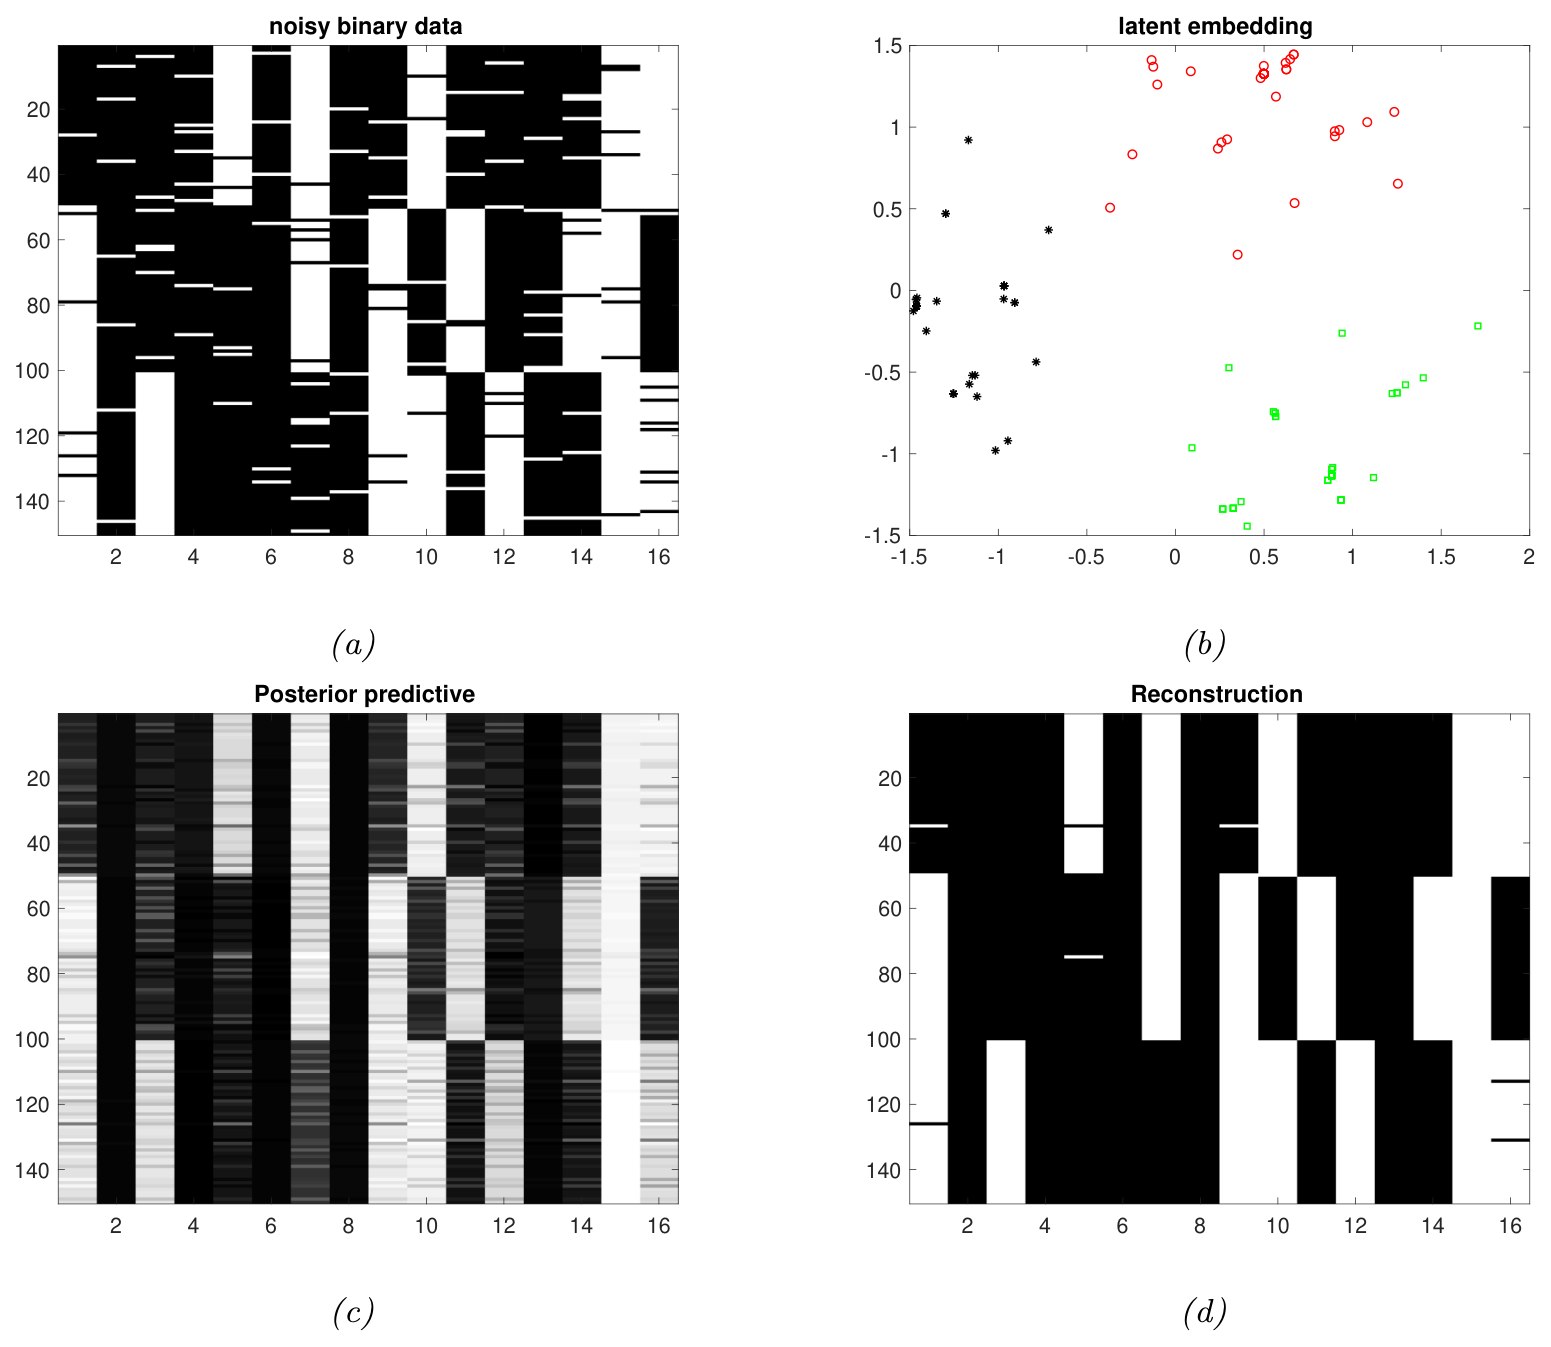 noisy binary data
20
40
60
80
100
120
140
2 4 6 8 10 12 14 16
(a)
latent embedding
1.5
1
0.5
0
-0.5
-1
-1.5
-1.5 -1 -0.5 0 0.5 1 1.5 2
(b)
Posterior predictive
20
40
60
80
100
120
140
2 4 6 8 10 12 14 16
(c)
Reconstruction
20
40
60
80
100
120
140
2 4 6 8 10 12 14 16
(d)